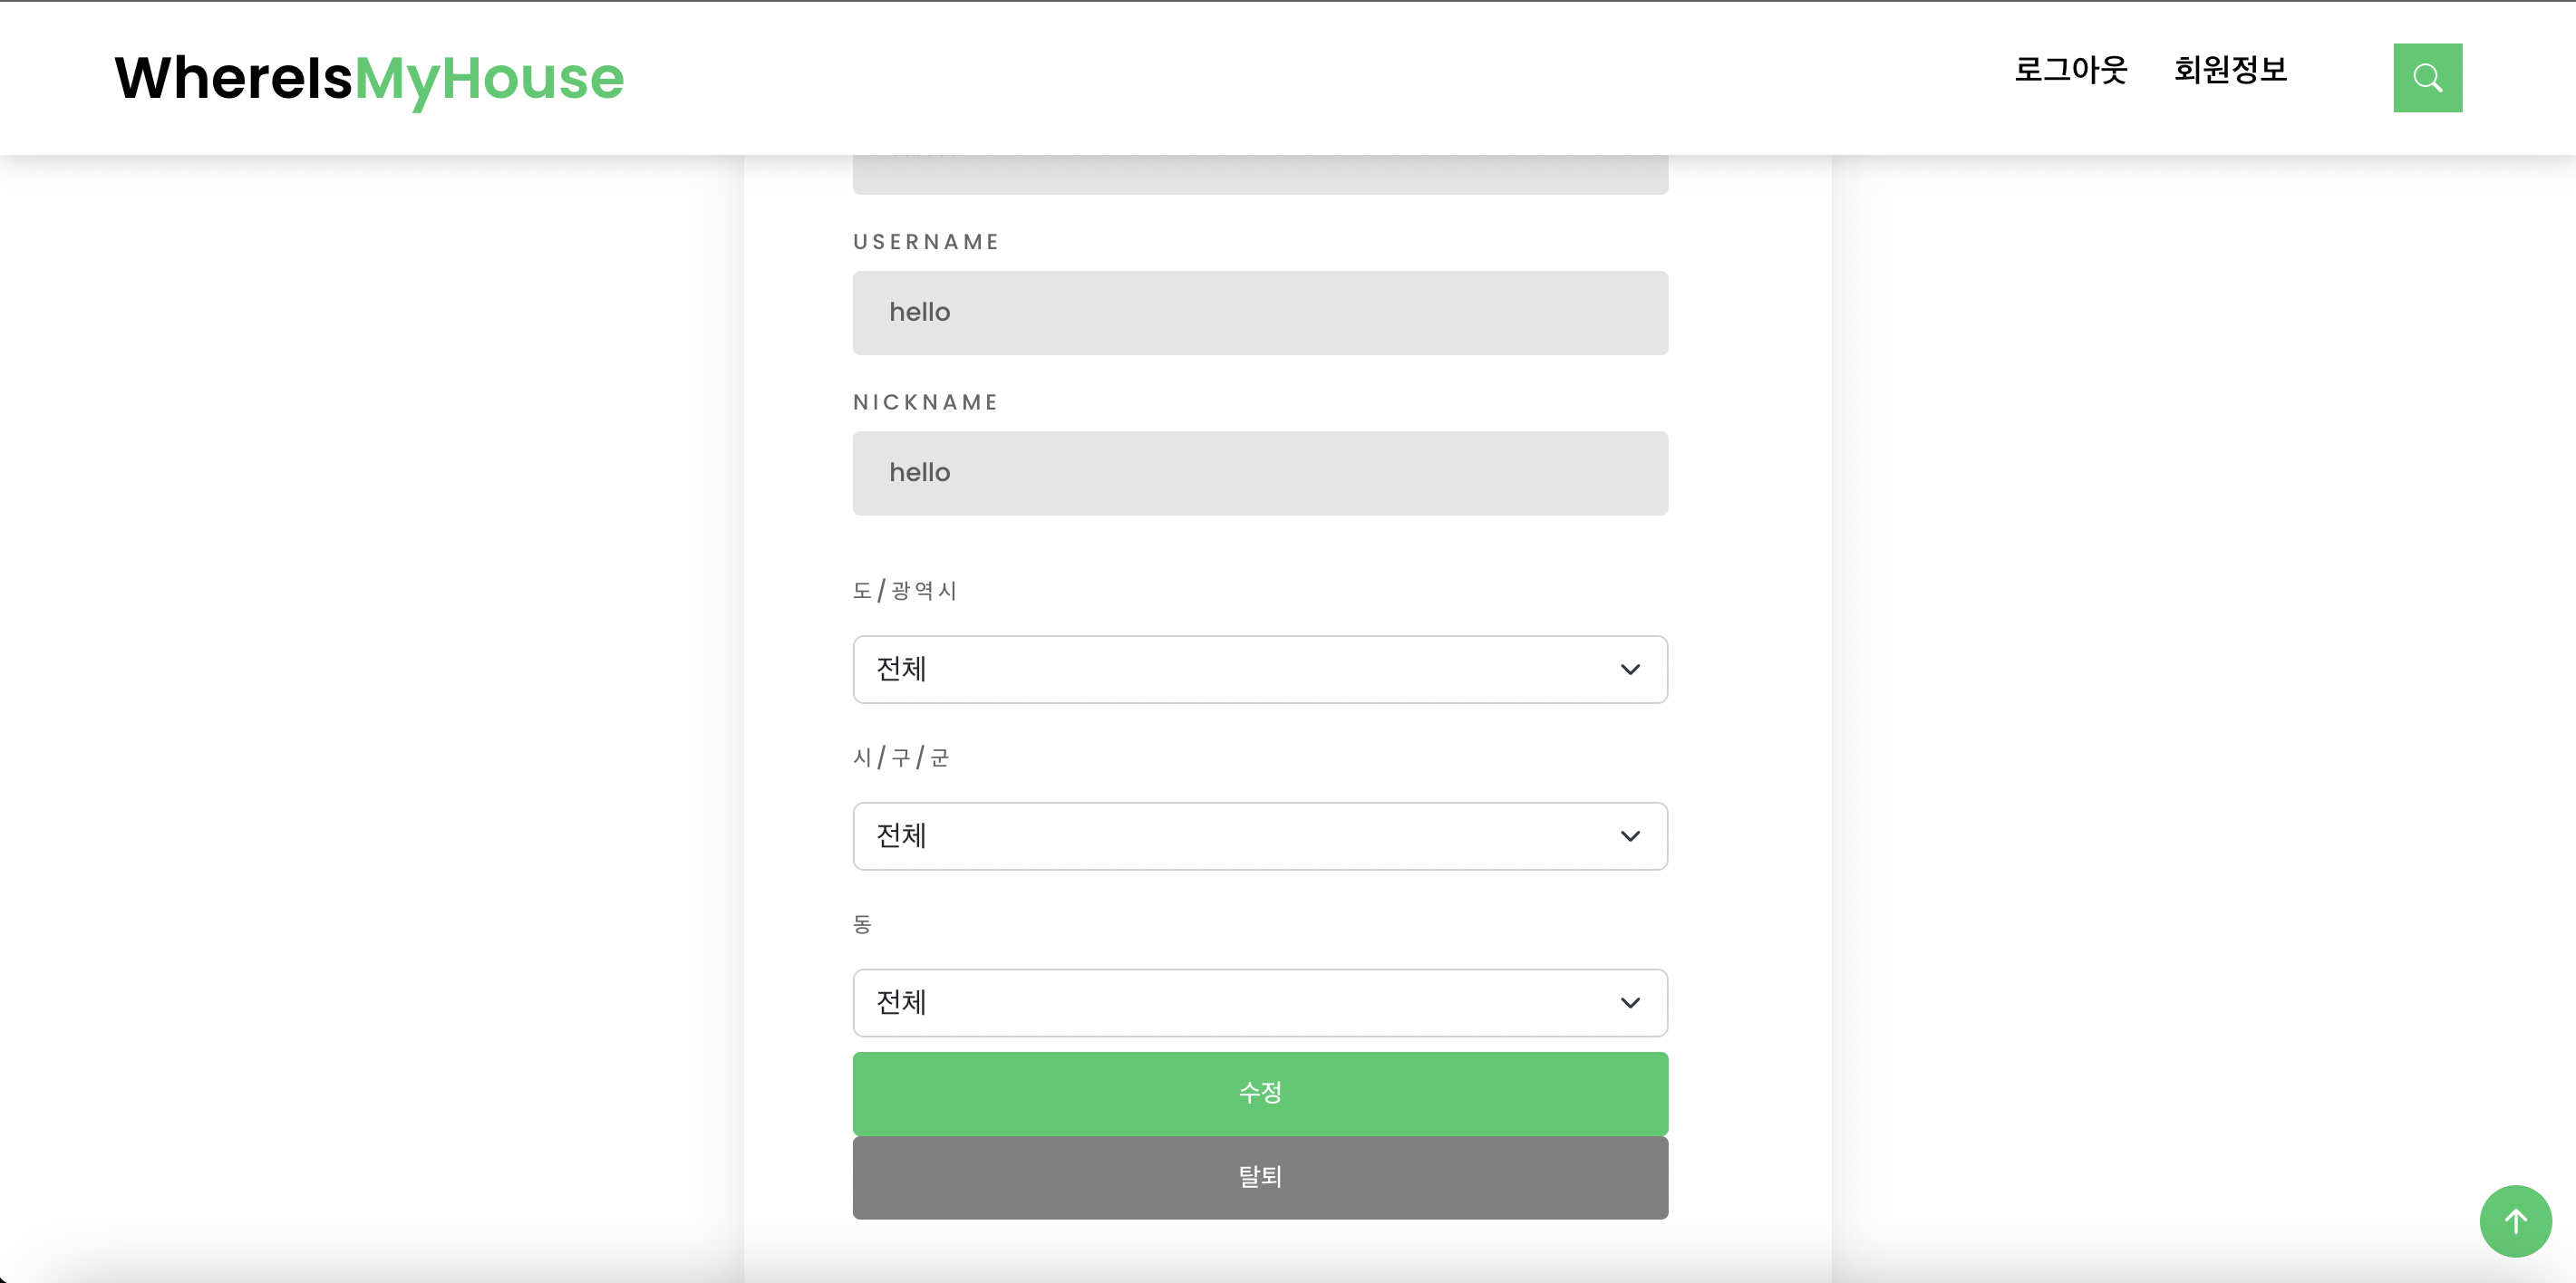 WhereIsMyHouse
로그아웃 회원정보
USERNAME
hello
NICKNAME
hello
도/광역시
전체
시/구/군
전체
동
전체
수정
탈퇴